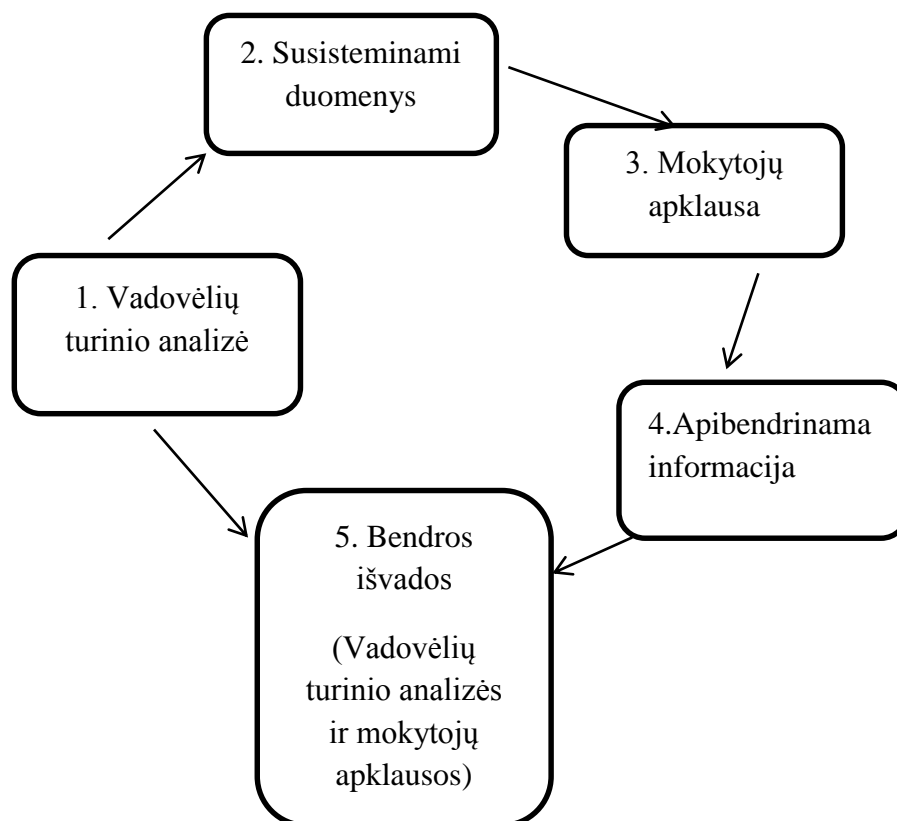 2. Susisteminami
duomenys
3. Mokytojų
apklausa
1. Vadovėlių
turinio analizė
4.Apibendrinama
informacija
5. Bendros
išvados
(Vadovėlių
turinio analizės
ir mokytojų
apklausos)